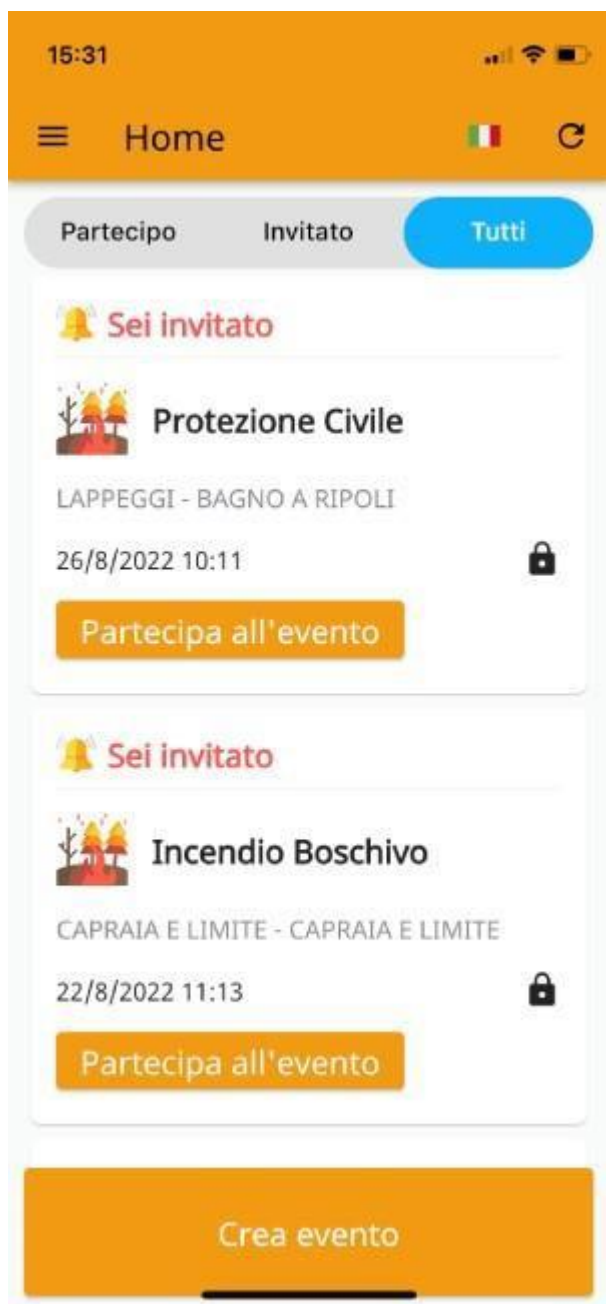 15:31
Home
Partecipo Invitato Tutti
Sei invitato
Protezione Civile
LAPPEGGI - BAGNO A RIPOLI
26/8/2022 10:11
Partecipa all'evento
Sei invitato
Incendio Boschivo
CAPRAIA E LIMITE - CAPRAIA E LIMITE
22/8/2022 11:13
Partecipa all'evento
Crea evento